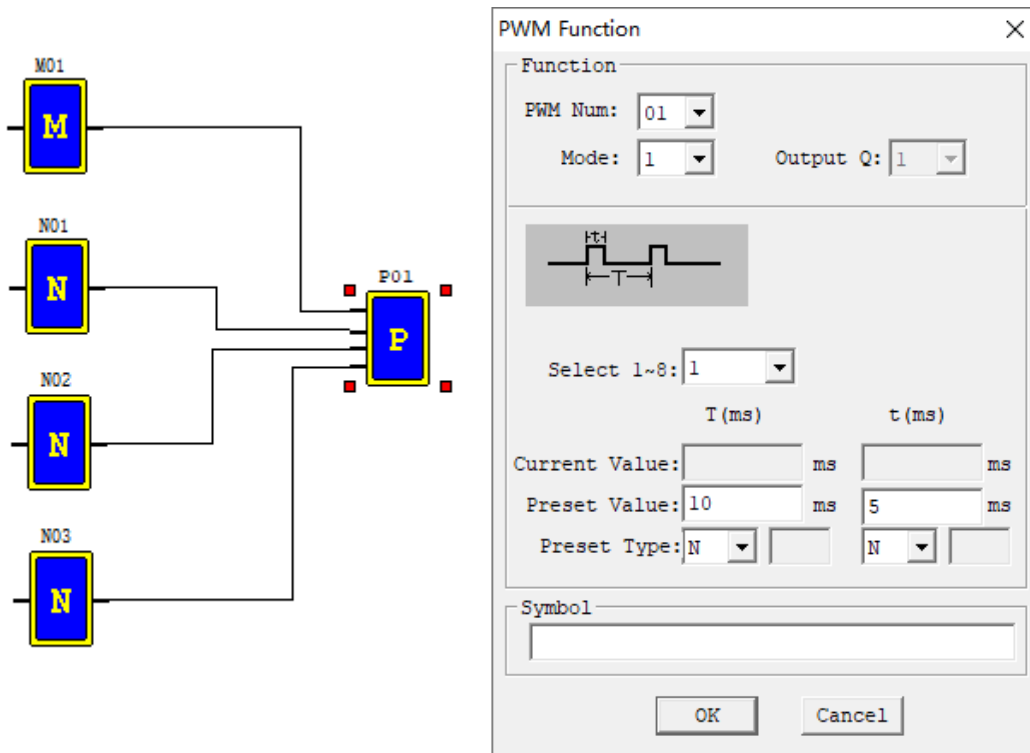 M01
M
N01
N
N02
N
N03
N
P01
P
PWM Function
Function
PWM Num: 01
Mode: 1 Output Q: 1
t
T
Select 1~8: 1
T(ms) t(ms)
Current Value: ms ms
Preset Value: 10 ms 5 ms
Preset Type: N N
Symbol
OK Cancel